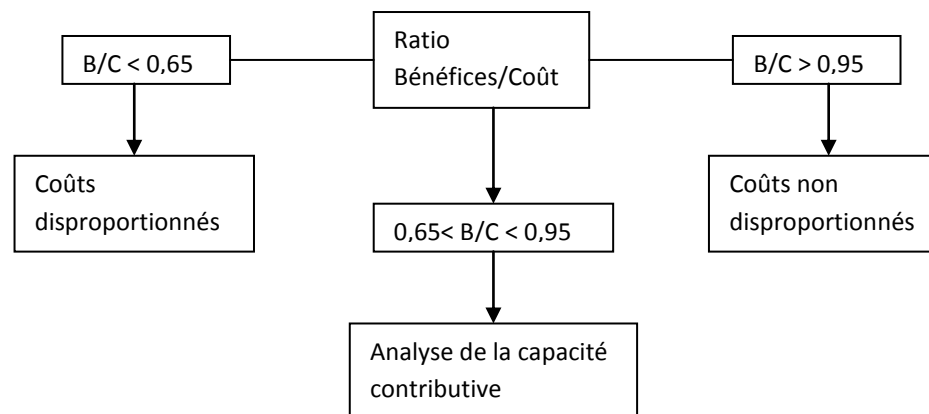 Ratio
Bénéfices/Coût
B/C < 0,65
B/C > 0,95
Coûts
disproportionnés
Coûts non
disproportionnés
0,65< B/C < 0,95
Analyse de la capacité
contributive